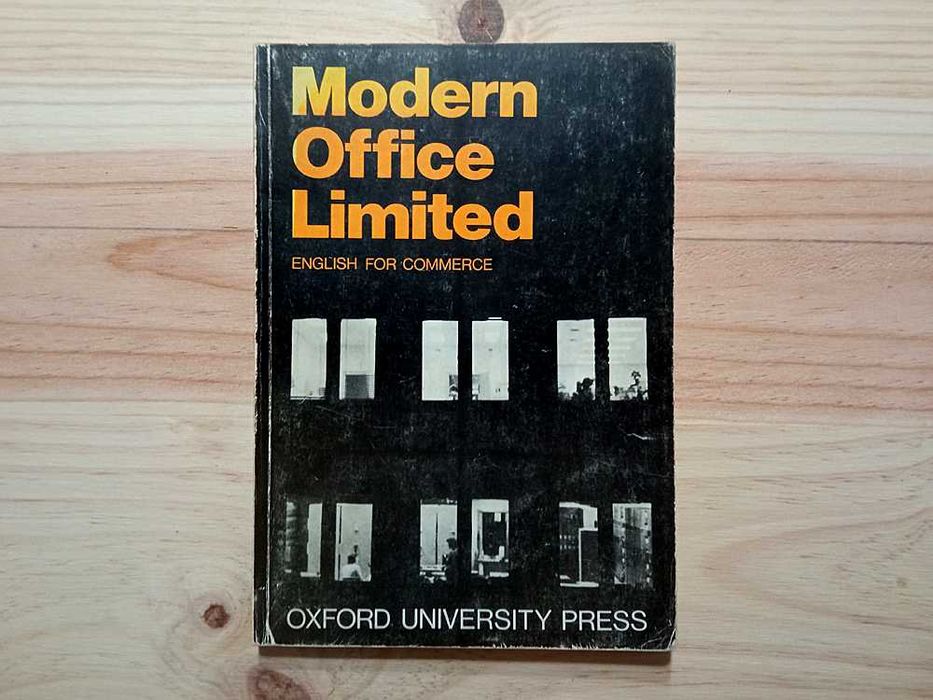 Modern
Office
Limited
ENGLISH FOR COMMERCE
OXFORD UNIVERSITY PRESS